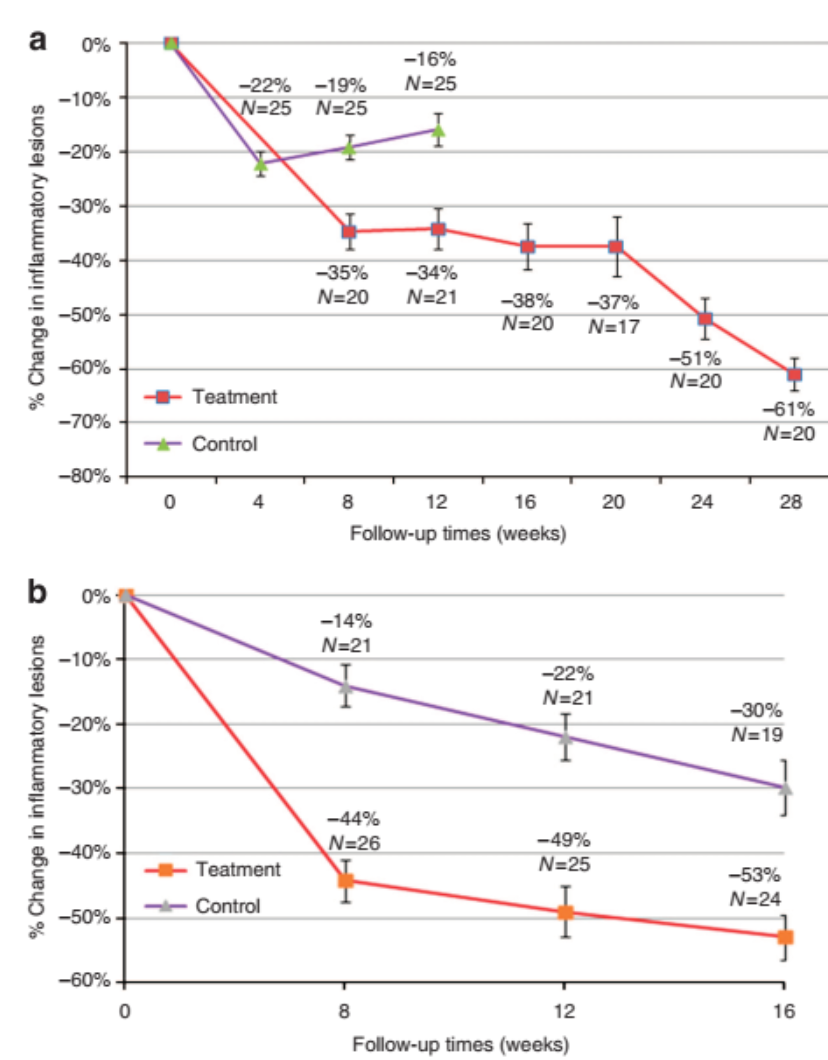 a
% Change in inflammatory lesions
0%
–10%
–20%
–30%
–40%
–50%
–60%
–70%
–80%
–22%
N=25
–19%
N=25
–16%
N=25
–35%
N=20
–34%
N=21
–38%
N=20
–37%
N=17
–51%
N=20
–61%
N=20
Teatment
Control
0 4 8 12 16 20 24 28
Follow-up times (weeks)
b
% Change in inflammatory lesions
0%
–10%
–20%
–30%
–40%
–50%
–60%
–14%
N=21
–22%
N=21
–30%
N=19
–44%
N=26
–49%
N=25
–53%
N=24
Teatment
Control
0 8 12 16
Follow-up times (weeks)